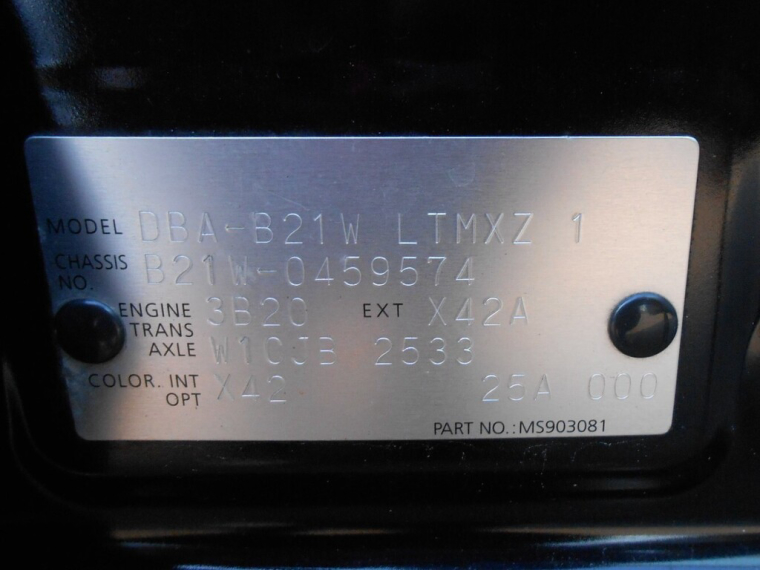 MODEL DBA-B21W LTMXZ 1
CHASSIS NO. B21W-0459574
ENGINE 3B20 EXT X42A
TRANS AXLE W1CJB 2533
COLOR. INT OPT X42 25A 000
PART NO.:MS903081